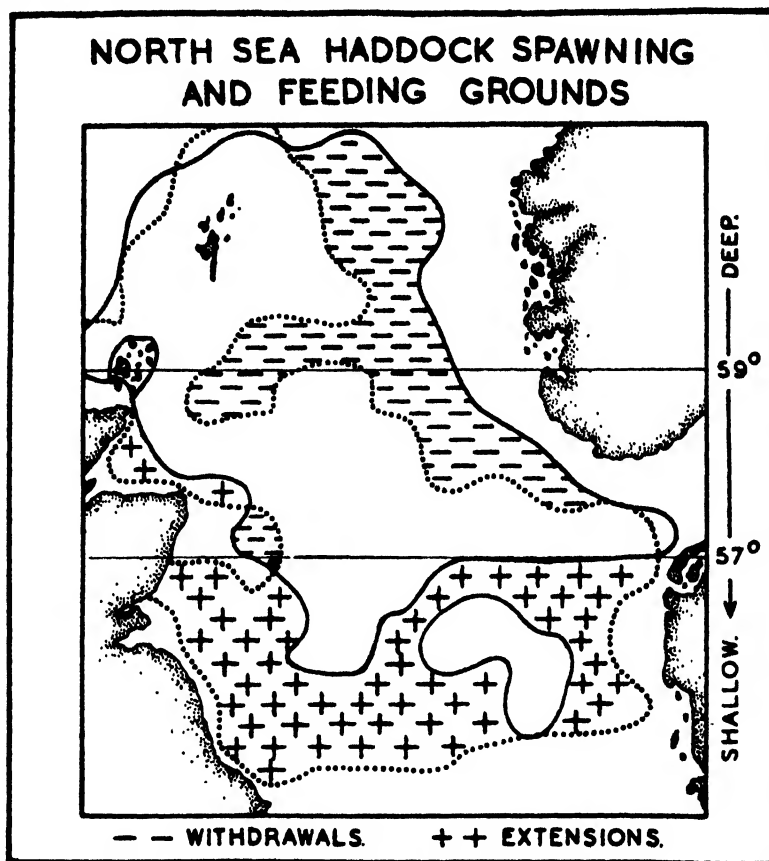 NORTH SEA HADDOCK SPAWNING
AND FEEDING GROUNDS
DEEP.
59°
57°
SHALLOW.
— — WITHDRAWALS. + + EXTENSIONS.